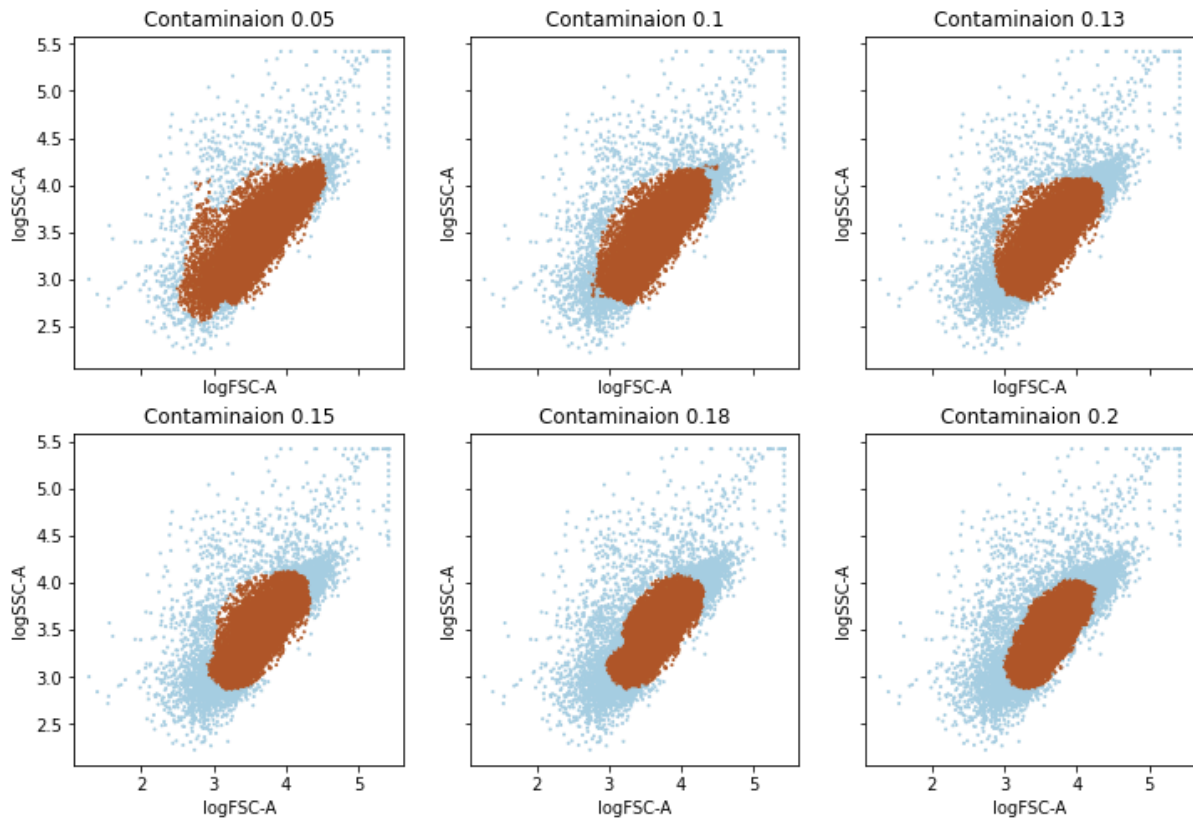 Contaminaion 0.05
Contaminaion 0.1
Contaminaion 0.13
logSSC-A
5.5
5.0
4.5
4.0
3.5
3.0
2.5
logSSC-A
logSSC-A
logFSC-A
logFSC-A
logFSC-A
Contaminaion 0.15
Contaminaion 0.18
Contaminaion 0.2
logSSC-A
5.5
5.0
4.5
4.0
3.5
3.0
2.5
logSSC-A
logSSC-A
2 3 4 5
2 3 4 5
2 3 4 5
logFSC-A
logFSC-A
logFSC-A